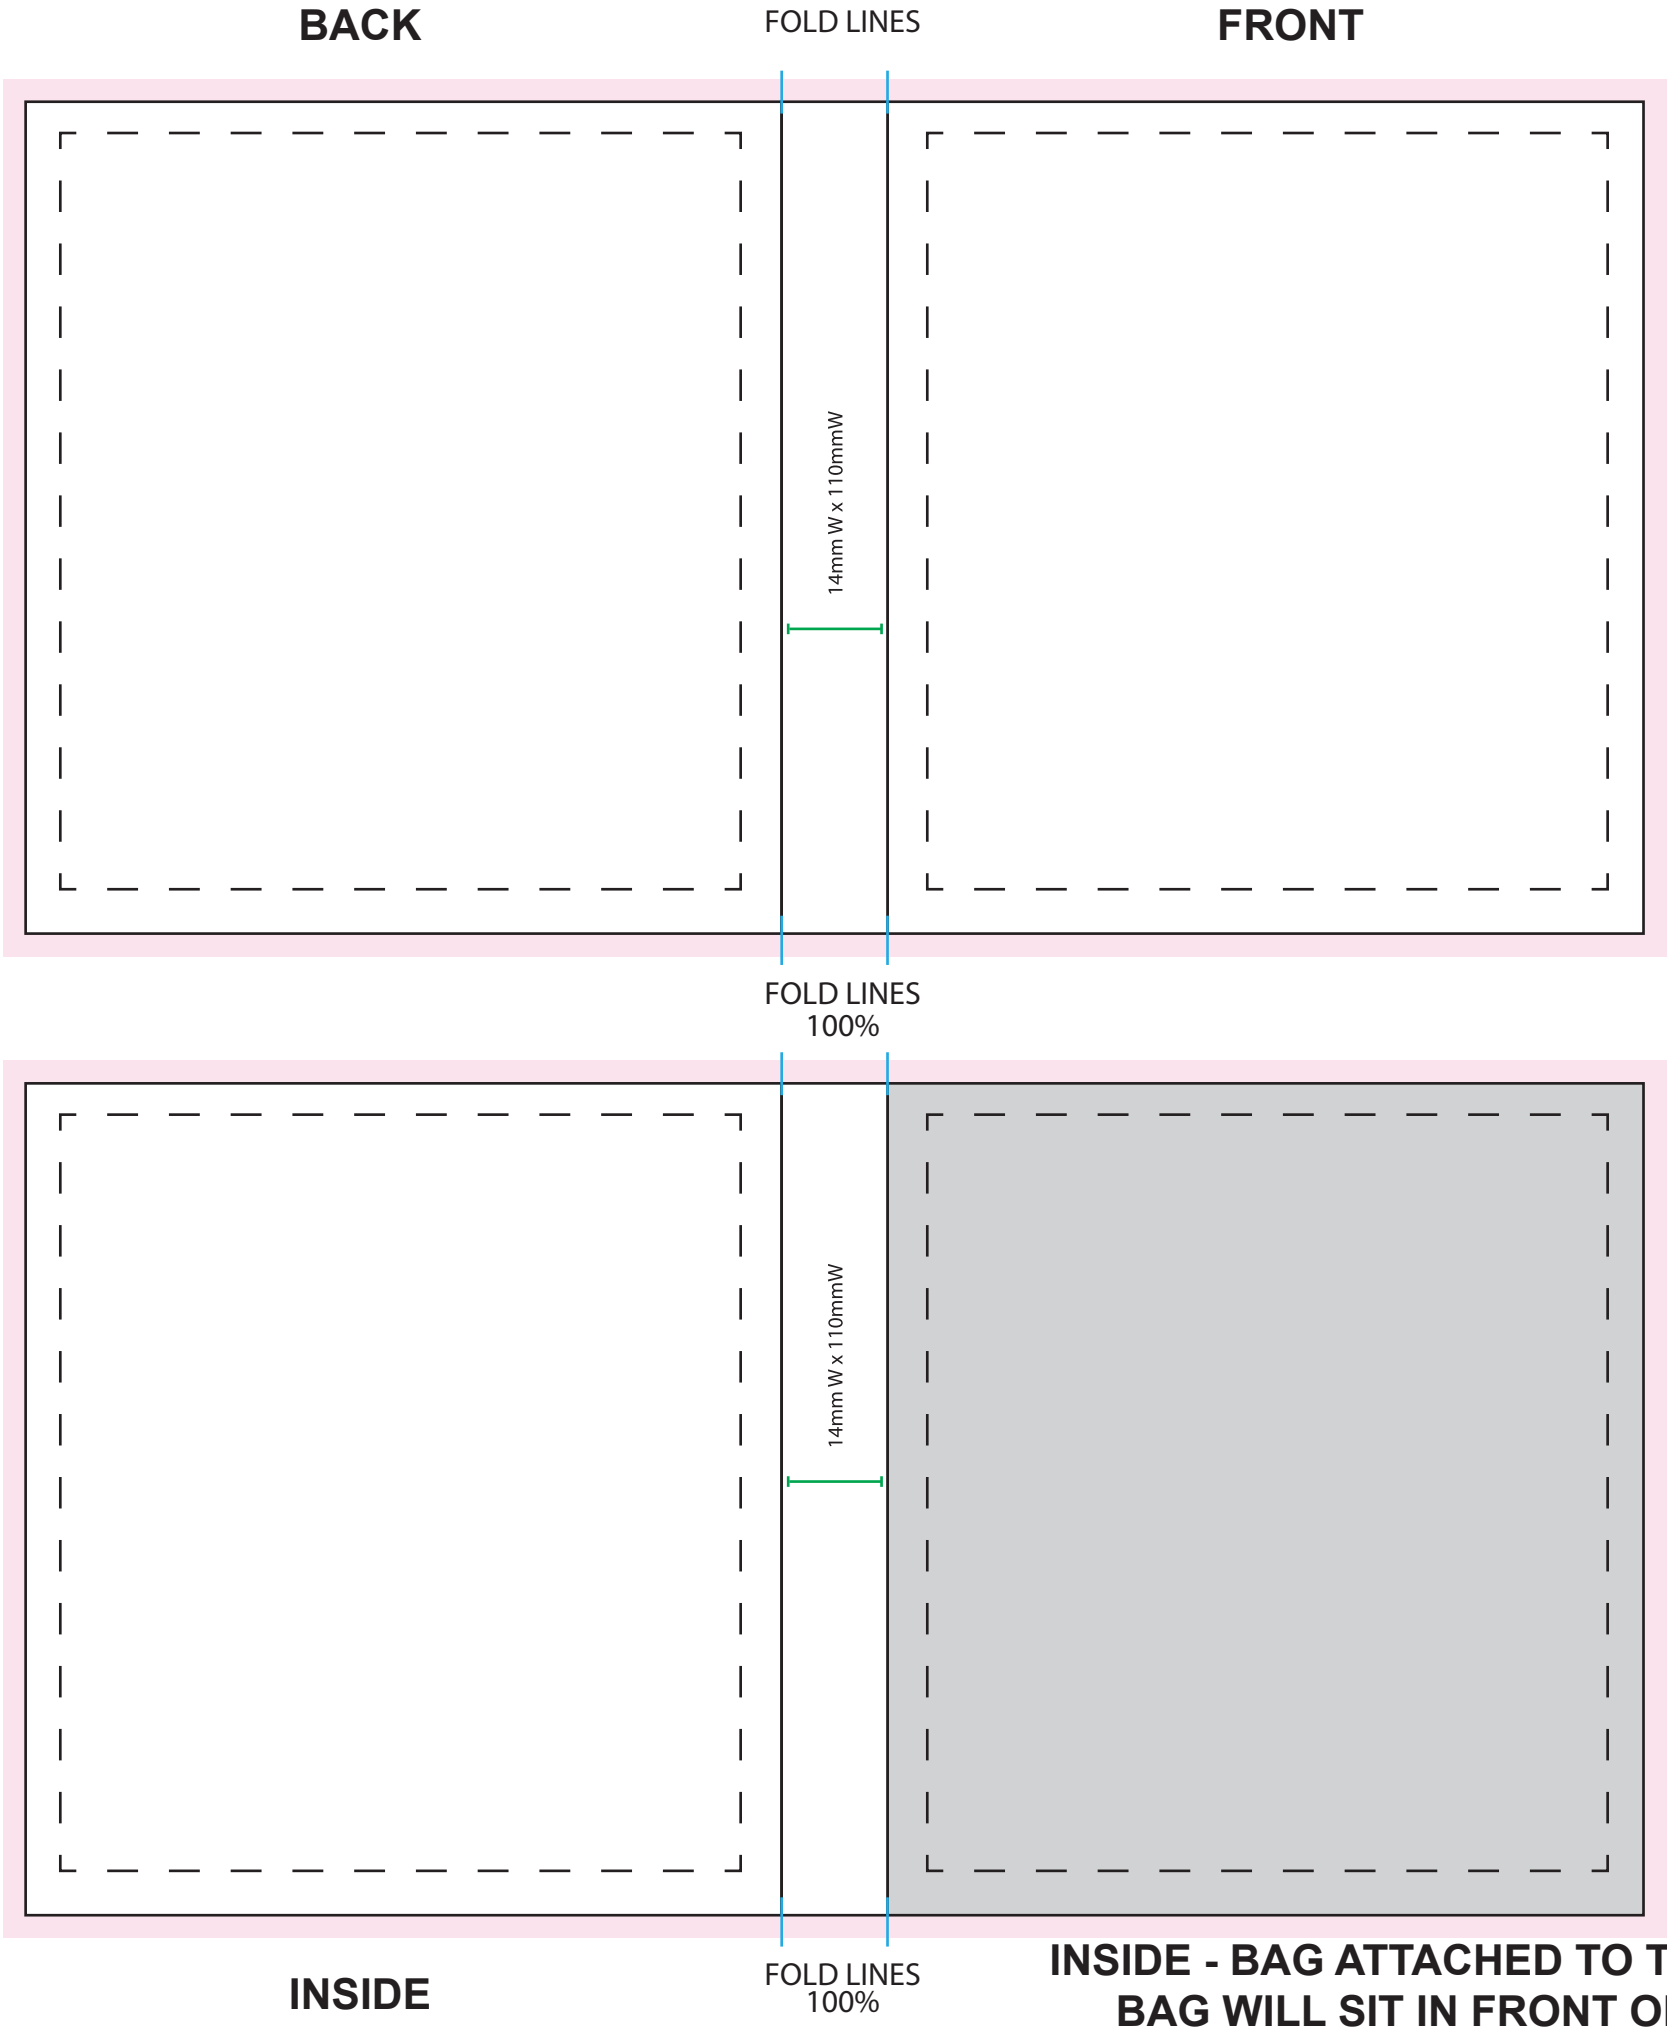 BACK
FOLD LINES
FRONT
14mm W x 110mmW
FOLD LINES
100%
14mm W x 110mmW
INSIDE
FOLD LINES
100%
INSIDE - BAG ATTACHED TO
BAG WILL SIT IN FRONT